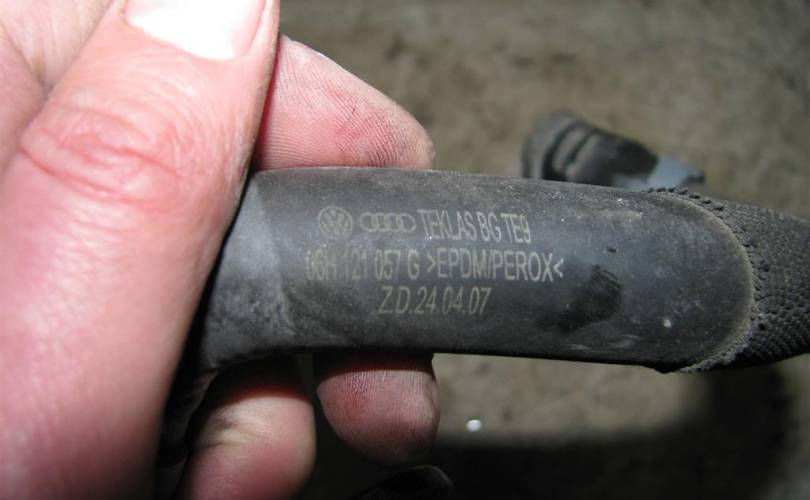 TEKLAS BG TE9
06H 121 057 G >EPDM/PEROX<
Z.D.24.04.07